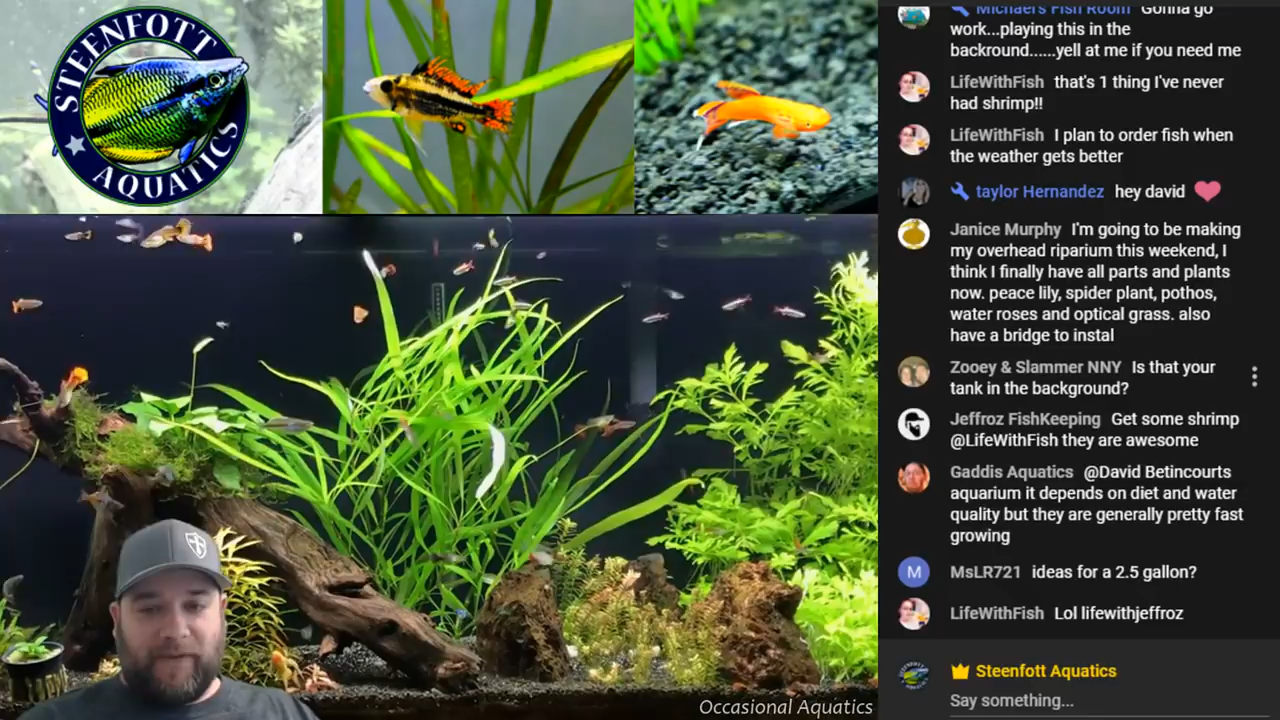 STEENFOTT
AQUATICS
Michael's Fish Room Gonna go
work...playing this in the
backround......yell at me if you need me
LifeWithFish that's 1 thing I've never
had shrimp!!
LifeWithFish I plan to order fish when
the weather gets better
taylor Hernandez hey david
Janice Murphy I'm going to be making
my overhead riparium this weekend, I
think I finally have all parts and plants
now. peace lily, spider plant, pothos,
water roses and optical grass. also
have a bridge to instal
Zooey & Slammer NNY Is that your
tank in the background?
Jeffroz FishKeeping Get some shrimp
@LifeWithFish they are awesome
Gaddis Aquatics @David Betincourts
aquarium it depends on diet and water
quality but they are generally pretty fast
growing
M MsLR721 ideas for a 2.5 gallon?
LifeWithFish Lol lifewithjeffroz
Steenfott Aquatics
Say something...
Occasional Aquatics